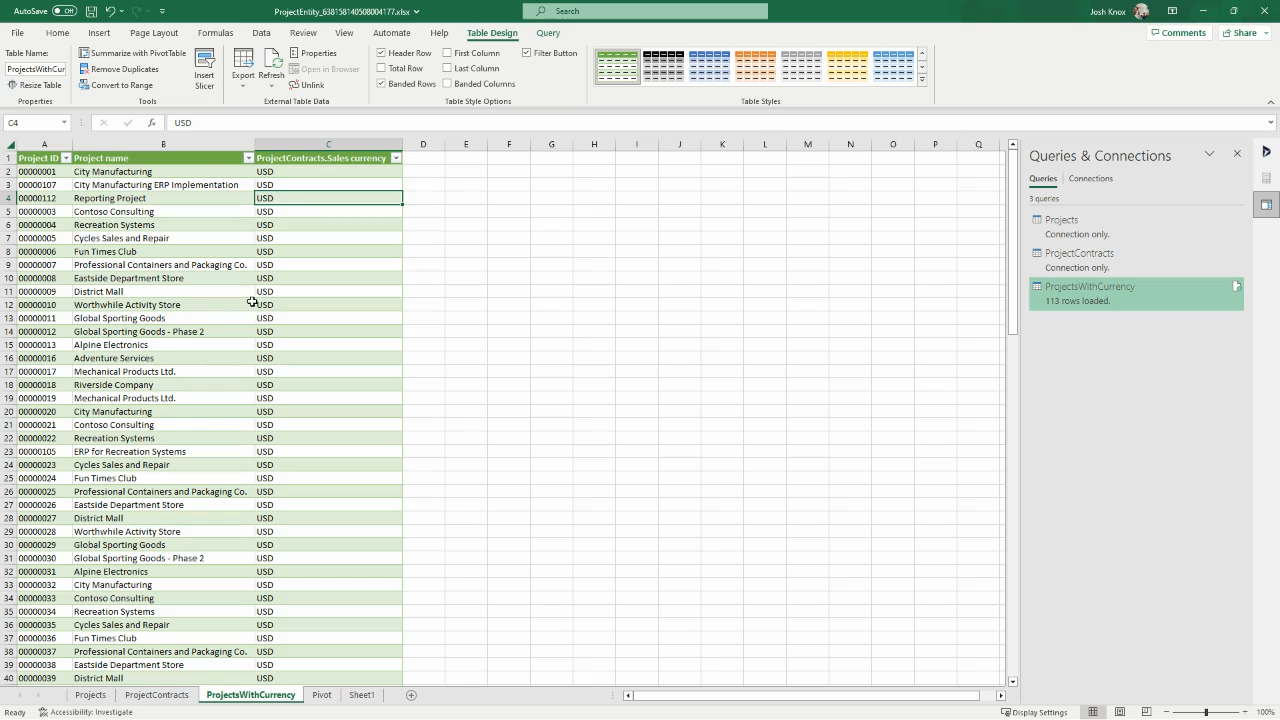 AutoSave Off ProjectEntity_638158140508004177.xlsx Search Josh Knox
File Home Insert Page Layout Formulas Data Review View Automate Help Table Design Query Comments Share
Table Name:
ProjectsWithCur
Resize Table
Properties
Summarize with PivotTable
Remove Duplicates
Convert to Range
Tools
Insert Slicer
Export
Refresh
Properties
Open in Browser
Unlink
External Table Data
Header Row First Column Filter Button
Total Row Last Column
Banded Rows Banded Columns
Table Style Options
Table Styles
C4 fx USD
A B C D E F G H I J K L M N O P Q
1 Project ID Project name ProjectContracts.Sales currency
2 00000001 City Manufacturing USD
3 00000107 City Manufacturing ERP Implementation USD
4 00000112 Reporting Project USD
5 00000003 Contoso Consulting USD
6 00000004 Recreation Systems USD
7 00000005 Cycles Sales and Repair USD
8 00000006 Fun Times Club USD
9 00000007 Professional Containers and Packaging Co. USD
10 00000008 Eastside Department Store USD
11 00000009 District Mall USD
12 00000010 Worthwhile Activity Store USD
13 00000011 Global Sporting Goods USD
14 00000012 Global Sporting Goods - Phase 2 USD
15 00000013 Alpine Electronics USD
16 00000016 Adventure Services USD
17 00000017 Mechanical Products Ltd. USD
18 00000018 Riverside Company USD
19 00000019 Mechanical Products Ltd. USD
20 00000020 City Manufacturing USD
21 00000021 Contoso Consulting USD
22 00000022 Recreation Systems USD
23 00000105 ERP for Recreation Systems USD
24 00000023 Cycles Sales and Repair USD
25 00000024 Fun Times Club USD
26 00000025 Professional Containers and Packaging Co. USD
27 00000026 Eastside Department Store USD
28 00000027 District Mall USD
29 00000028 Worthwhile Activity Store USD
30 00000029 Global Sporting Goods USD
31 00000030 Global Sporting Goods - Phase 2 USD
32 00000031 Alpine Electronics USD
33 00000032 City Manufacturing USD
34 00000033 Contoso Consulting USD
35 00000034 Recreation Systems USD
36 00000035 Cycles Sales and Repair USD
37 00000036 Fun Times Club USD
38 00000037 Professional Containers and Packaging Co. USD
39 00000038 Eastside Department Store USD
40 00000039 District Mall USD
Queries & Connections
Queries Connections
3 queries
Projects
Connection only.
ProjectContracts
Connection only.
ProjectsWithCurrency
113 rows loaded.
Projects ProjectContracts ProjectsWithCurrency Pivot Sheet1
Ready Accessibility: Investigate Display Settings 100%